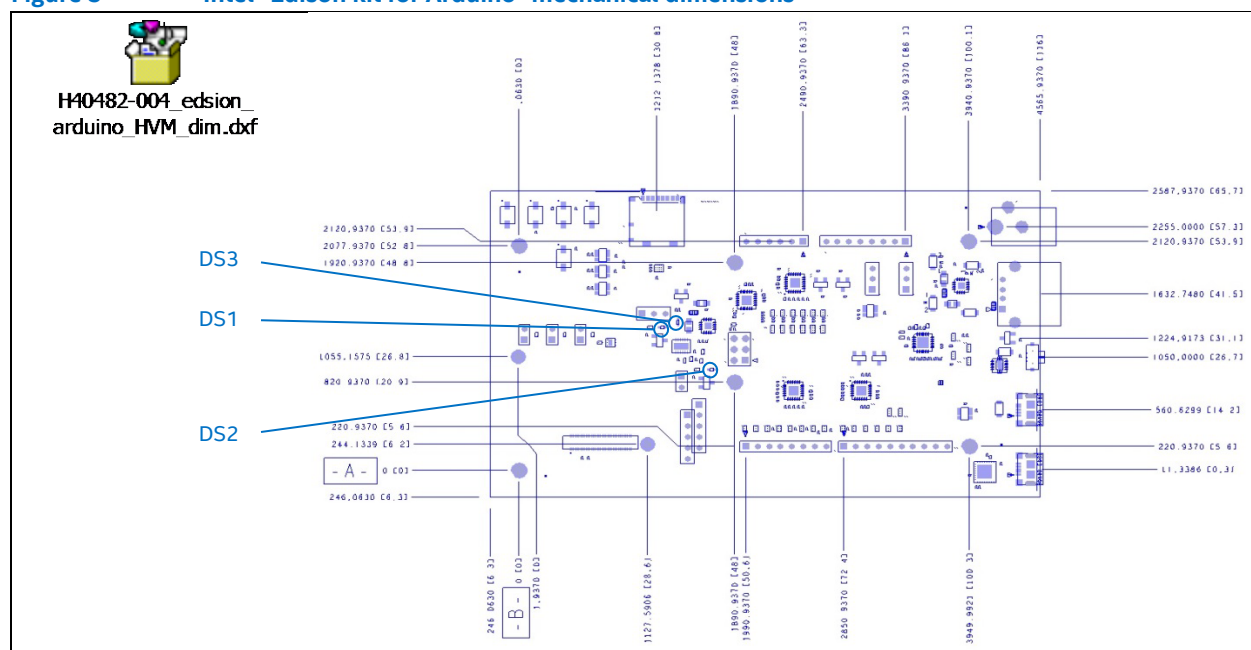 Figure 8 Intel® Edison kit for Arduino* mechanical dimensions
H40482-004_edsion_
arduino_HVM_dim.dxf
.0630 [0]
1212 1378 [30 8]
1890.9370 [48]
2490.9370 [63.3]
3390 9370 [86 1]
3940.9370 [100.1]
4565.9370 [116]
2587,9370 [65,7]
2120,9370 [53,9]
2255.0000 [57.3]
2077.9370 [52 8]
2120,9370 [53,9]
1920.9370 [48 8]
DS3
1632.7480 [41.5]
DS1
1224,9173 [31,1]
1055,1575 [26.8]
1050,0000 [26,7]
820 9370 [20 9]
560.6299 [14 2]
DS2
220.9370 [5 6]
220,9370 [5 6]
244.1339 [6 2]
- A - 0 [0]
11,3386 [0,3]
246,0630 [6,3]
246 0630 [6 3]
- B - 0 [0]
1,9370 [0]
1127.5906 [28,6]
1890,9370 [48]
1990,9370 [50,6]
2850 9370 [72 4]
3949,9921 [100 3]